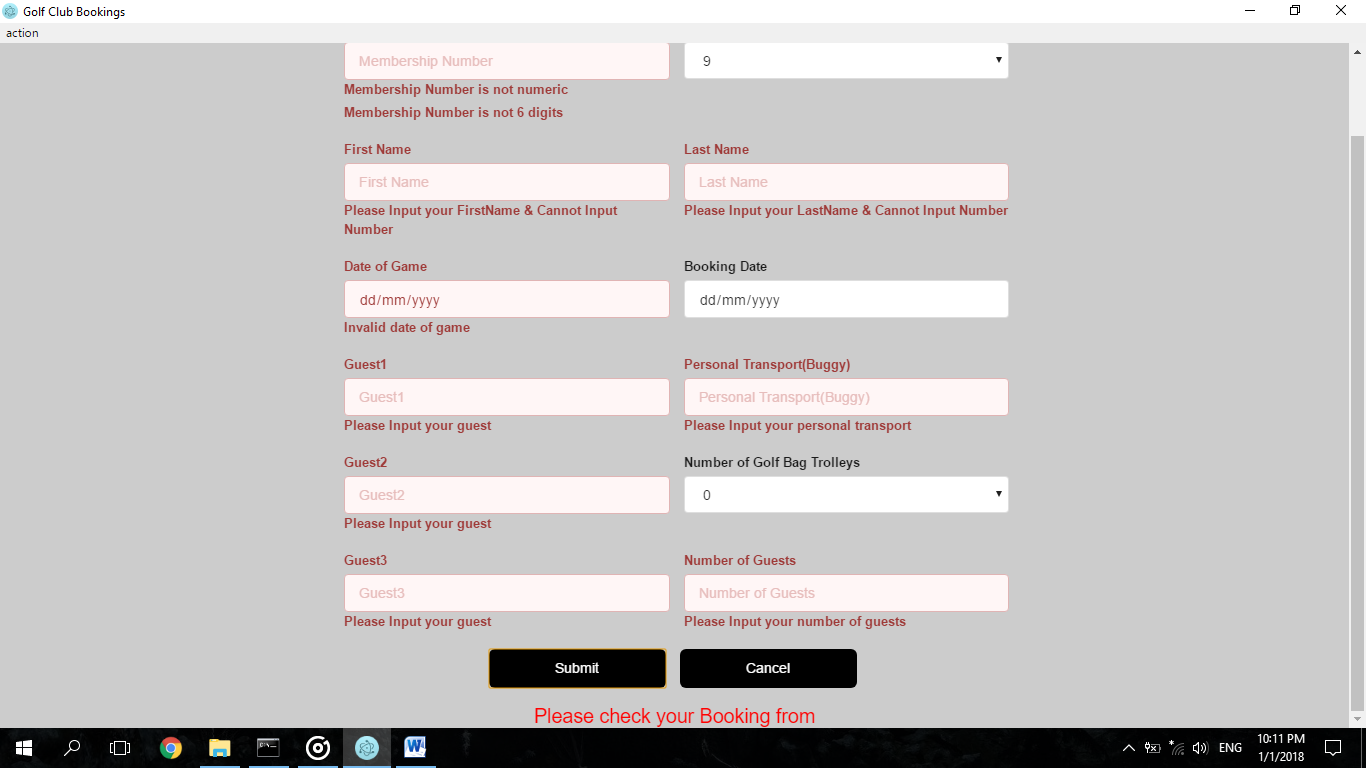 Golf Club Bookings
action
Membership Number
9
Membership Number is not numeric
Membership Number is not 6 digits
First Name
Last Name
First Name
Last Name
Please Input your FirstName & Cannot Input
Number
Please Input your LastName & Cannot Input Number
Date of Game
Booking Date
dd/mm/yyyy
dd/mm/yyyy
Invalid date of game
Guest1
Personal Transport(Buggy)
Guest1
Personal Transport(Buggy)
Please Input your guest
Please Input your personal transport
Guest2
Number of Golf Bag Trolleys
Guest2
0
Please Input your guest
Guest3
Number of Guests
Guest3
Number of Guests
Please Input your guest
Please Input your number of guests
Submit
Cancel
Please check your Booking from
ENG
10:11 PM
1/1/2018